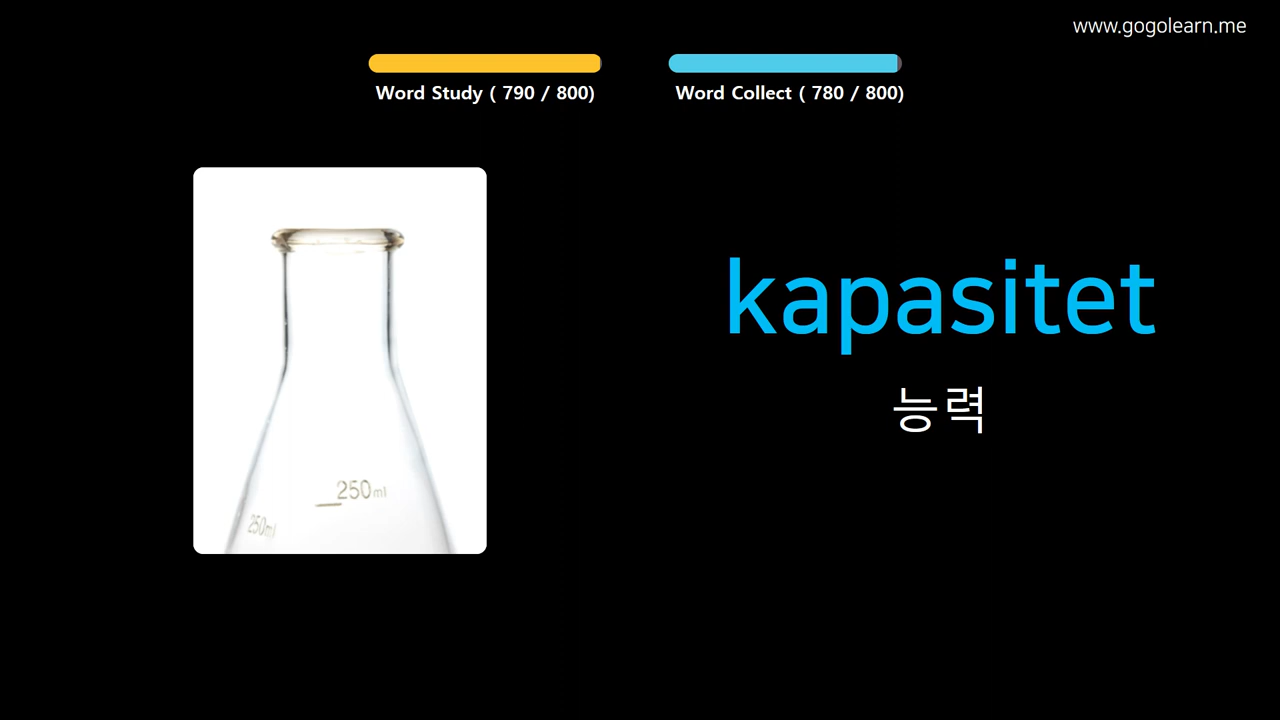 www.gogolearn.me
Word Study ( 790 / 800)
Word Collect ( 780 / 800)
kapasitet
능력
250ml
250ml